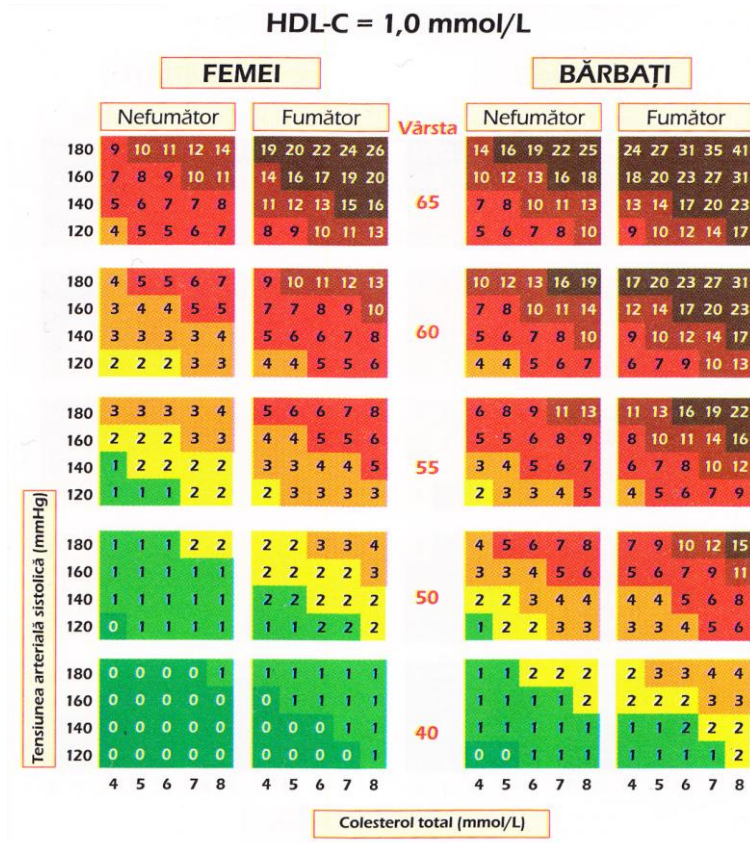 HDL-C = 1,0 mmol/L
FEMEI BĂRBAȚI
Nefumător Fumător Vârsta Nefumător Fumător
180 9 10 11 12 14 19 20 22 24 26 14 16 19 22 25 24 27 31 35 41
160 7 8 9 10 11 14 16 17 19 20 10 12 13 16 18 18 20 23 27 31
140 5 6 7 7 8 11 12 13 15 16 65 7 8 10 11 13 13 14 17 20 23
120 4 5 5 6 7 8 9 10 11 13 5 6 7 8 10 9 10 12 14 17
180 4 5 5 6 7 9 10 11 12 13 10 12 13 16 19 17 20 23 27 31
160 3 4 4 5 5 7 7 8 9 10 7 8 10 11 14 12 14 17 20 23
140 3 3 3 3 4 5 6 6 7 8 60 5 6 7 8 10 9 10 12 14 17
120 2 2 2 3 3 4 4 5 5 6 4 4 5 6 7 6 7 9 10 13
180 3 3 3 3 4 5 6 6 7 8 6 8 9 11 13 11 13 16 19 22
160 2 2 2 3 3 4 4 5 5 6 5 5 6 8 9 8 10 11 14 16
140 1 2 2 2 2 3 3 4 4 5 55 3 4 5 6 7 6 7 8 10 12
120 1 1 1 2 2 2 3 3 3 3 2 3 3 4 5 4 5 6 7 9
180 1 1 1 2 2 2 2 3 3 4 4 5 6 7 8 7 9 10 12 15
160 1 1 1 1 1 2 2 2 2 3 3 3 4 5 6 5 6 7 9 11
140 1 1 1 1 1 2 2 2 2 2 50 2 2 3 4 4 4 4 5 6 8
120 0 1 1 1 1 1 1 2 2 2 1 2 2 3 3 3 3 4 5 6
180 0 0 0 0 1 1 1 1 1 1 1 1 2 2 2 2 3 3 4 4
160 0 0 0 0 0 0 1 1 1 1 1 1 1 1 2 2 2 2 3 3
140 0 0 0 0 0 0 0 0 1 1 40 1 1 1 1 1 1 1 2 2 2
120 0 0 0 0 0 0 0 0 0 1 0 0 1 1 1 1 1 1 1 2
4 5 6 7 8 4 5 6 7 8 4 5 6 7 8 4 5 6 7 8
Tensiunea arterială sistolică (mmHg)
Colesterol total (mmol/L)